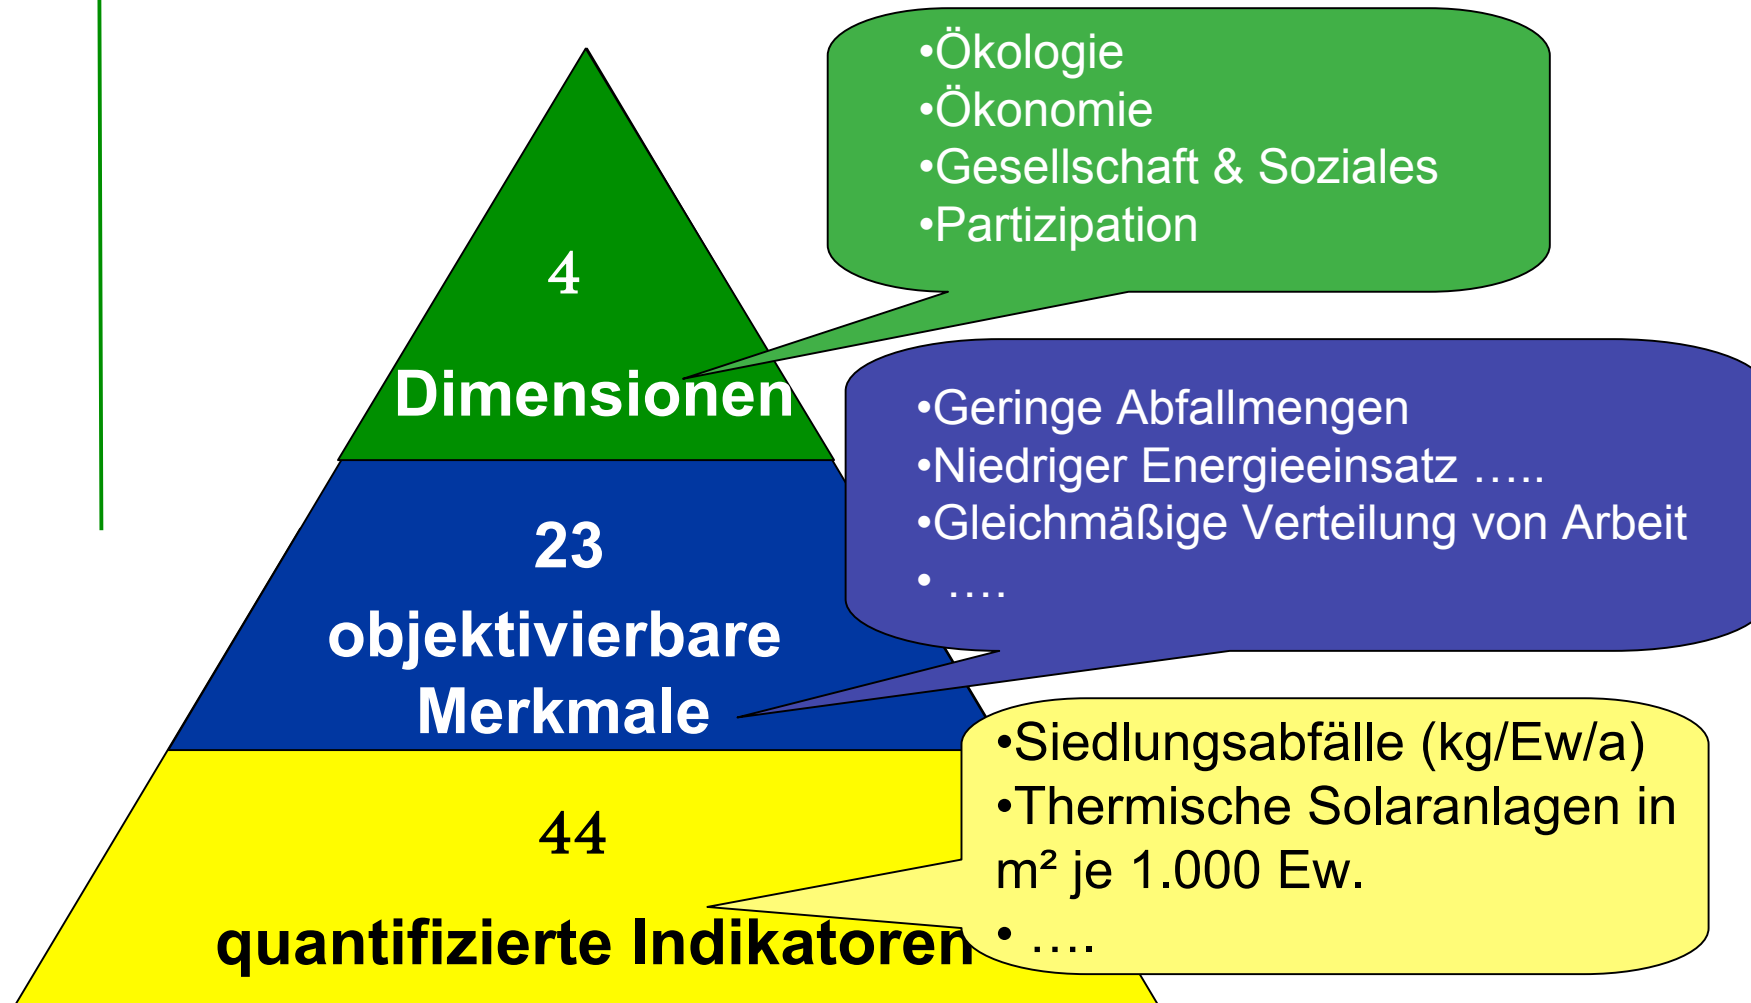 •Ökologie
•Ökonomie
•Gesellschaft & Soziales
•Partizipation
4
Dimensionen
•Geringe Abfallmengen
•Niedriger Energieeinsatz …..
•Gleichmäßige Verteilung von Arbeit
• ….
23
objektivierbare
Merkmale
•Siedlungsabfälle (kg/Ew/a)
•Thermische Solaranlagen in
m² je 1.000 Ew.
• ….
44
quantifizierte Indikatoren